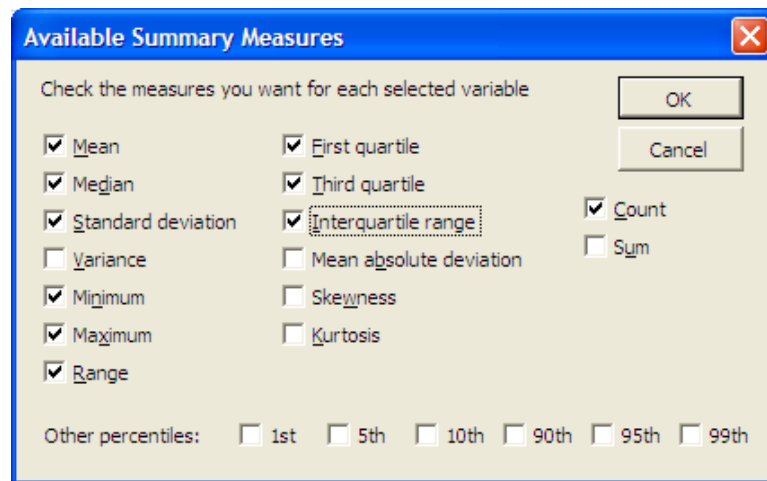 Available Summary Measures
Check the measures you want for each selected variable
OK
Cancel
Mean
Median
Standard deviation
Variance
Minimum
Maximum
Range
First quartile
Third quartile
Interquartile range
Mean absolute deviation
Skewness
Kurtosis
Count
Sum
Other percentiles: 1st 5th 10th 90th 95th 99th